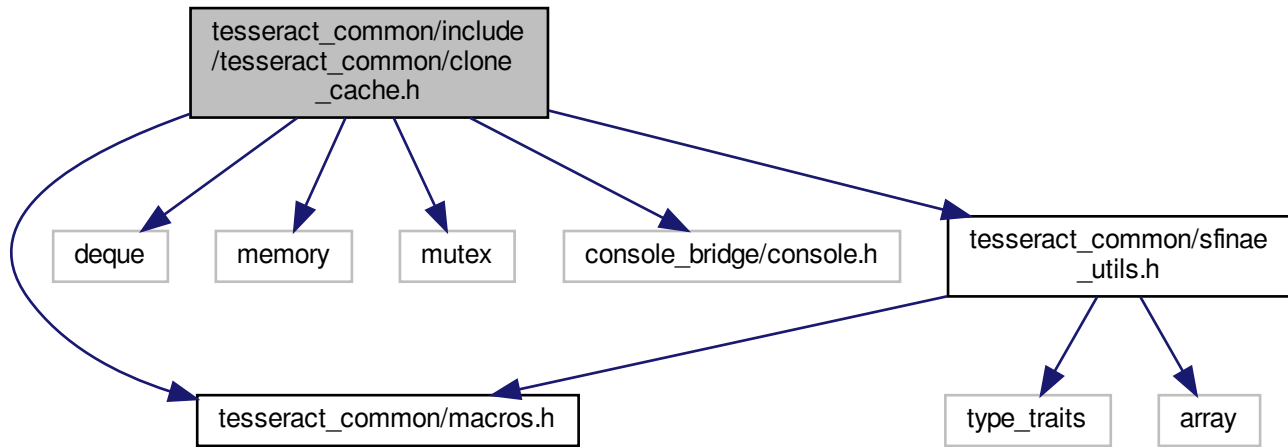 tesseract_common/include
/tesseract_common/clone
_cache.h
deque
memory
mutex
console_bridge/console.h
tesseract_common/sfinae
_utils.h
tesseract_common/macros.h
type_traits
array